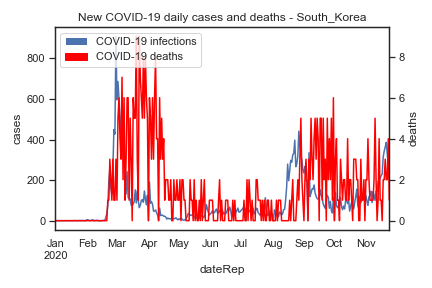 New COVID-19 daily cases and deaths - South_Korea
COVID-19 infections
COVID-19 deaths
800
600
400
200
0
cases
8
6
4
2
0
deaths
Jan Feb Mar Apr May Jun Jul Aug Sep Oct Nov
2020
dateRep